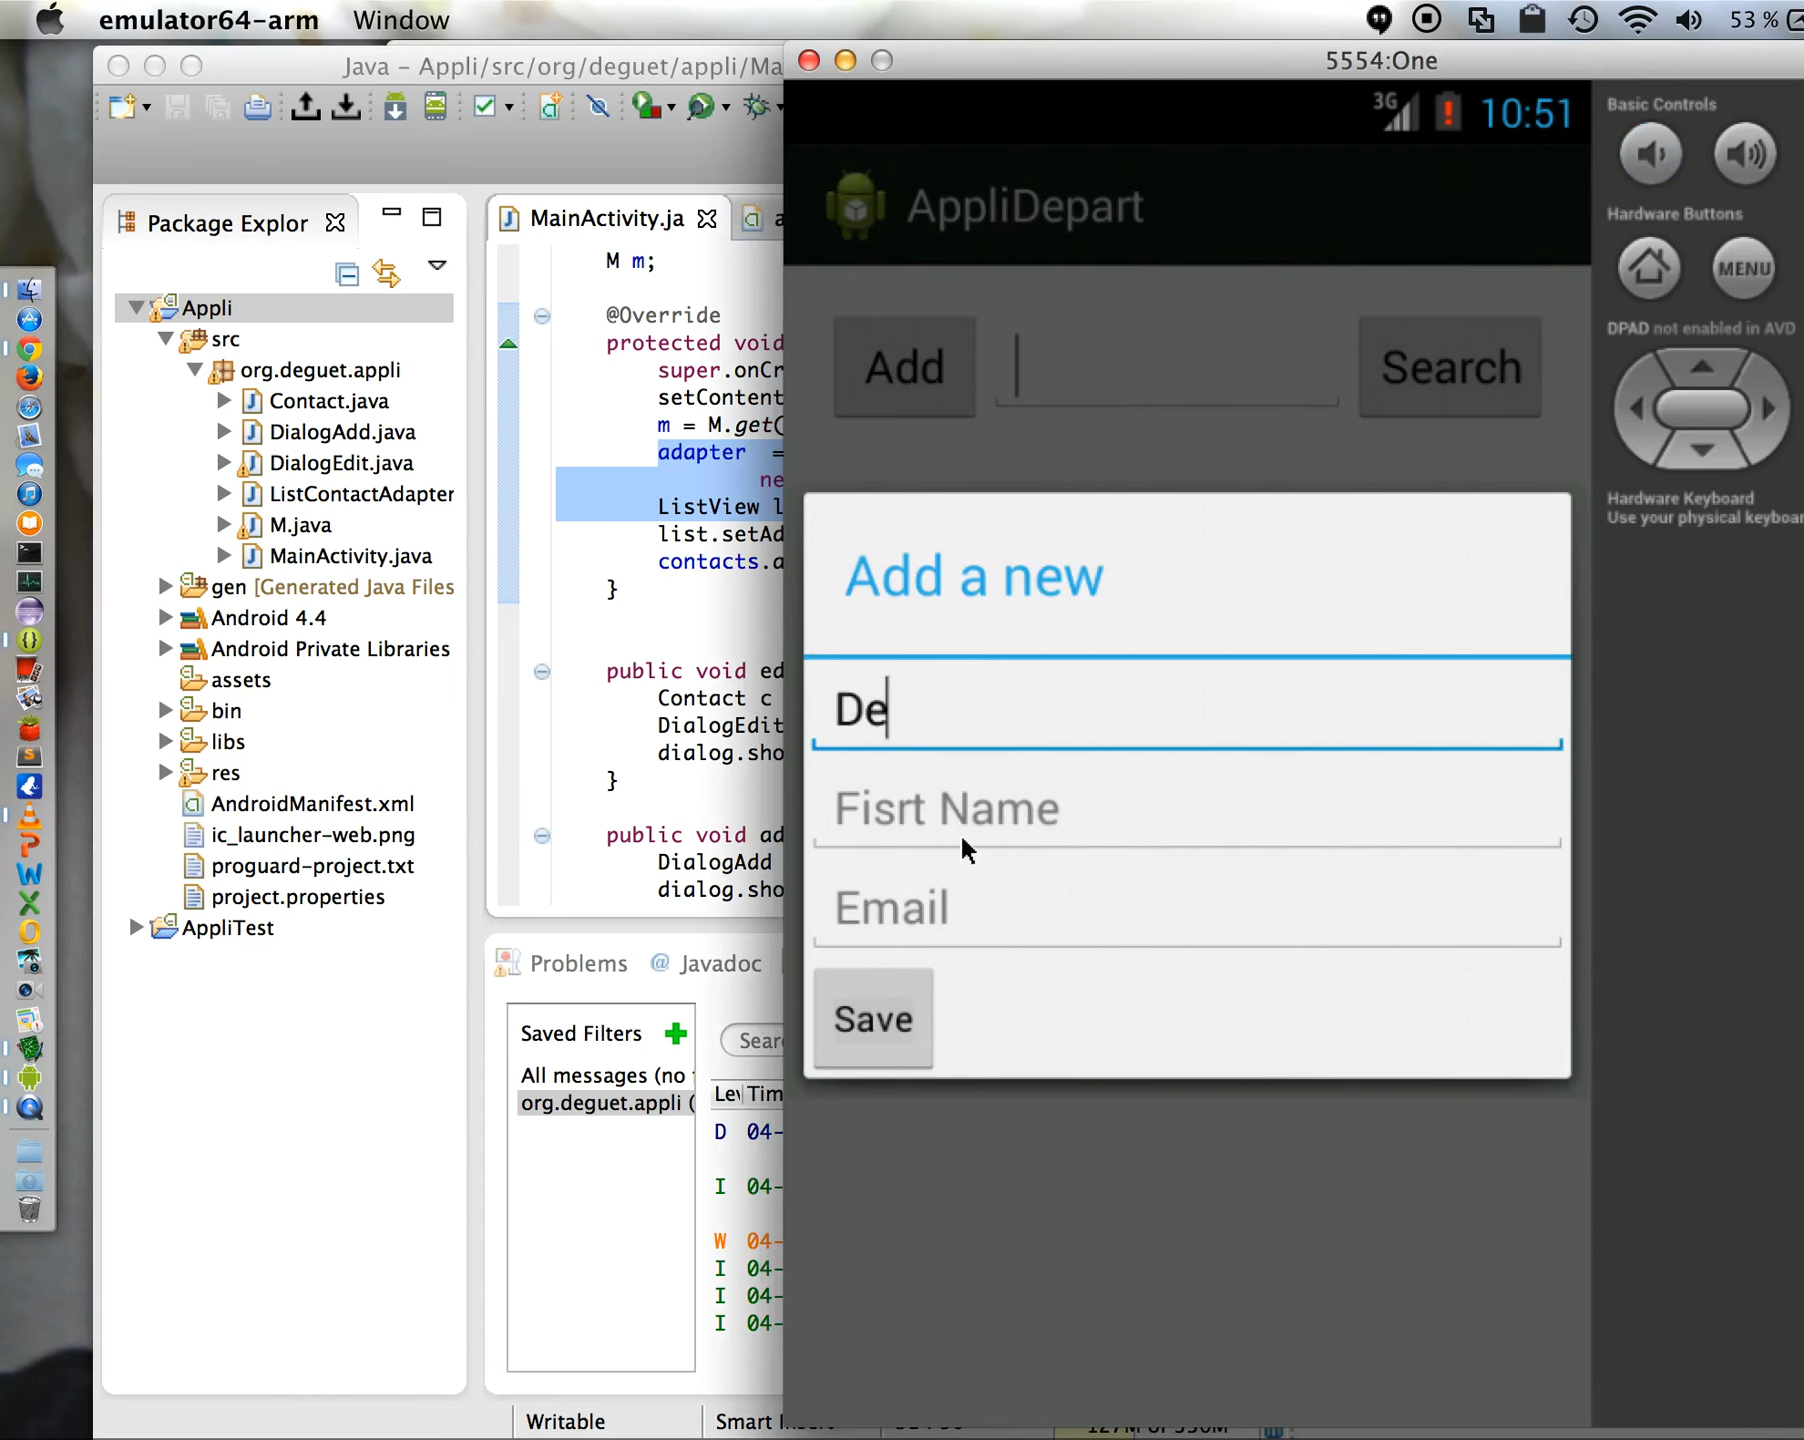 emulator64-arm Window 53 %
Java – Appli/src/org/deguet/appli/Ma
5554:One
Package Explor
Appli
src
org.deguet.appli
Contact.java
DialogAdd.java
DialogEdit.java
ListContactAdapter
M.java
MainActivity.java
gen [Generated Java Files
Android 4.4
Android Private Libraries
assets
bin
libs
res
AndroidManifest.xml
ic_launcher-web.png
proguard-project.txt
project.properties
AppliTest
MainActivity.ja
a
M m;
@Override
protected void
super.onCr
setContent
m = M.get(
adapter =
ne
ListView l
list.setAd
contacts.a
}
public void ed
Contact c
DialogEdit
dialog.sho
}
public void ad
DialogAdd
dialog.sho
Problems @ Javadoc
Saved Filters
All messages (no
org.deguet.appli (
Sear
Lev Tim
D 04-
I 04-
W 04-
I 04-
I 04-
I 04-
Writable
Smart
3G 10:51
AppliDepart
Add
Search
Add a new
De
Fisrt Name
Email
Save
Basic Controls
Hardware Buttons
MENU
DPAD not enabled in AVD
Hardware Keyboard
Use your physical keyboar